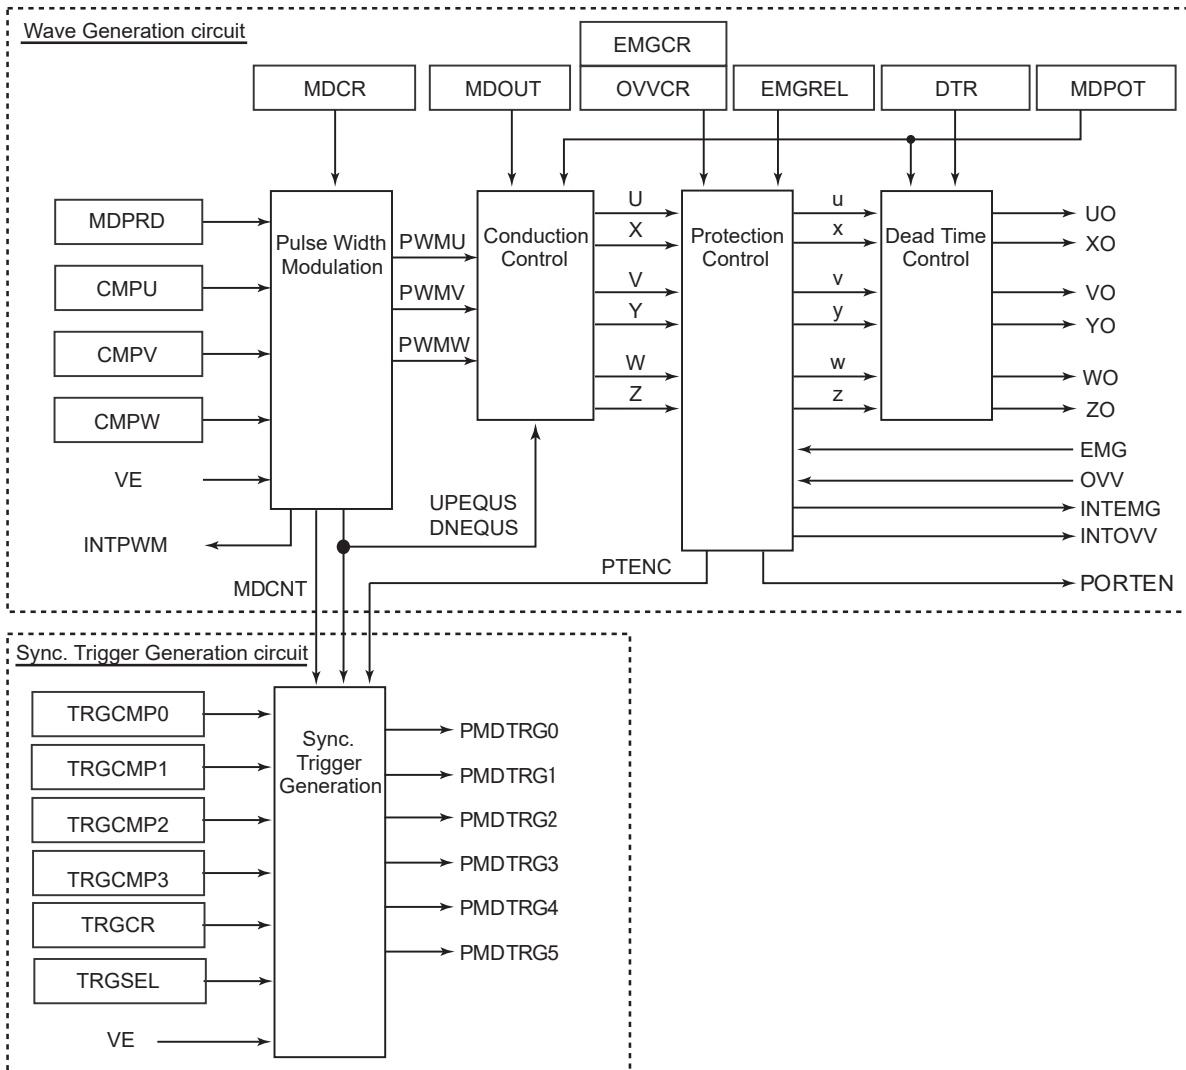 Wave Generation circuit
EMGCR
MDCR
MDOUT
OVVCR
EMGREL
DTR
MDPOT
MDPRD
CMPU
CMPV
CMPW
VE
INTPWM
Pulse Width
Modulation
PWMU
PWMV
PWMW
Conduction
Control
U
X
V
Y
W
Z
Protection
Control
u
x
v
y
w
z
Dead Time
Control
UO
XO
VO
YO
WO
ZO
EMG
OVV
INTEMG
INTOVV
PORTEN
UPEQUS
DNEQUS
PTENC
MDCNT
Sync. Trigger Generation circuit
TRGCMP0
TRGCMP1
TRGCMP2
TRGCMP3
TRGCR
TRGSEL
VE
Sync.
Trigger
Generation
PMDTRG0
PMDTRG1
PMDTRG2
PMDTRG3
PMDTRG4
PMDTRG5